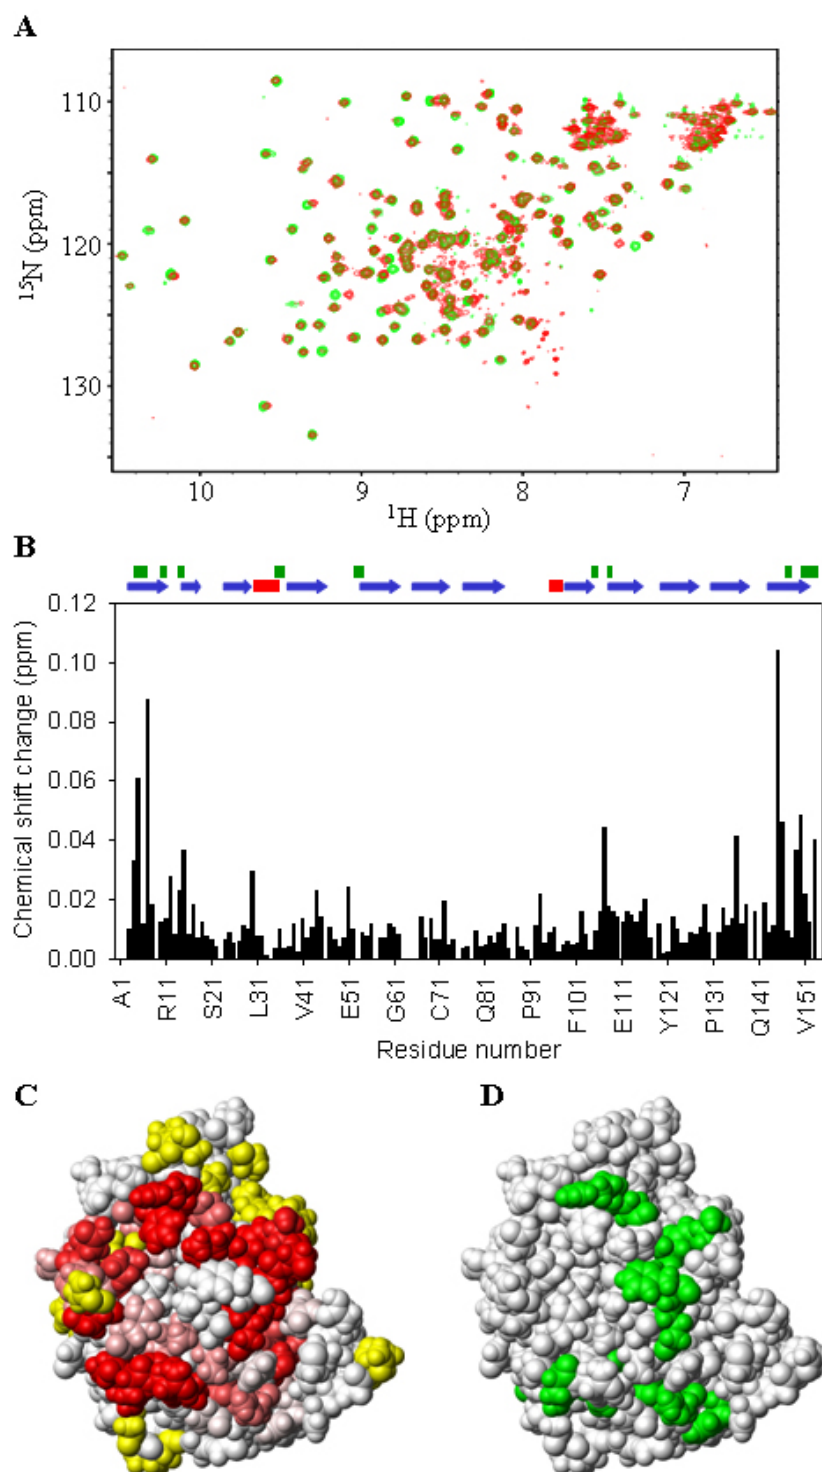 A
110
120
130
15N (ppm)
10 9 8 7
1H (ppm)
B
0.12
0.10
0.08
0.06
0.04
0.02
0.00
Chemical shift change (ppm)
A1 R11 S21 L31 V41 E51 G61 C71 Q81 P91 F101 E111 Y121 P131 Q141 V151
Residue number
C D